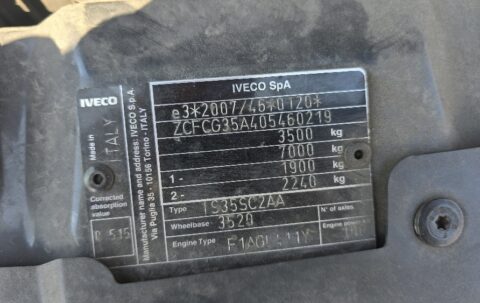 IVECO SpA
e3*2007/46*0120*
ZCFCG35A405460219
3500 kg
7000 kg
1- 1900 kg
2- 2240 kg
Type IS35SC2AA
Wheelbase 3520 N. of axles
Engine Type
IVECO
Made in ITALY
Corrected absorption value
Manufacturer name and address: IVECO S.p.A.
Via Puglia 35 - 10156 Torino - ITALY